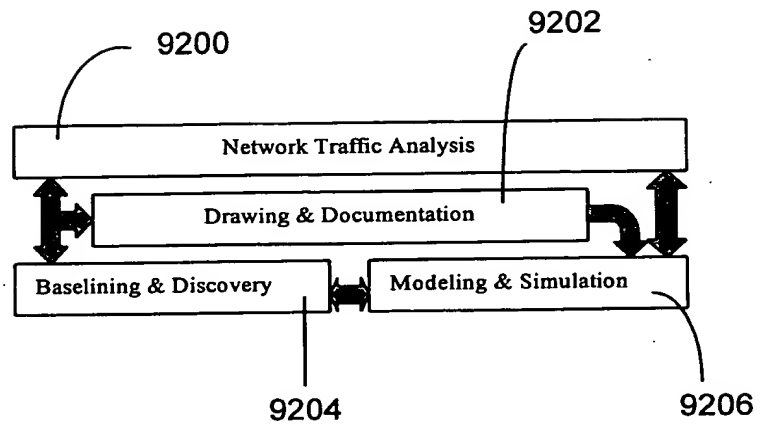 9200
9202
Network Traffic Analysis
Drawing & Documentation
Baselining & Discovery
Modeling & Simulation
9204
9206